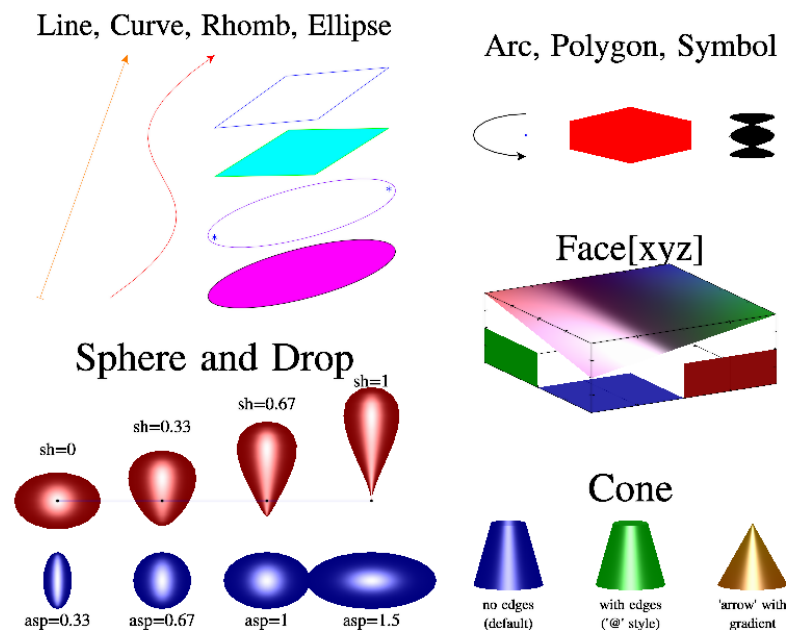 Line, Curve, Rhomb, Ellipse
Arc, Polygon, Symbol
Face[xyz]
Sphere and Drop
sh=0
sh=0.33
sh=0.67
sh=1
asp=0.33
asp=0.67
asp=1
asp=1.5
Cone
no edges
(default)
with edges
('@' style)
'arrow' with
gradient